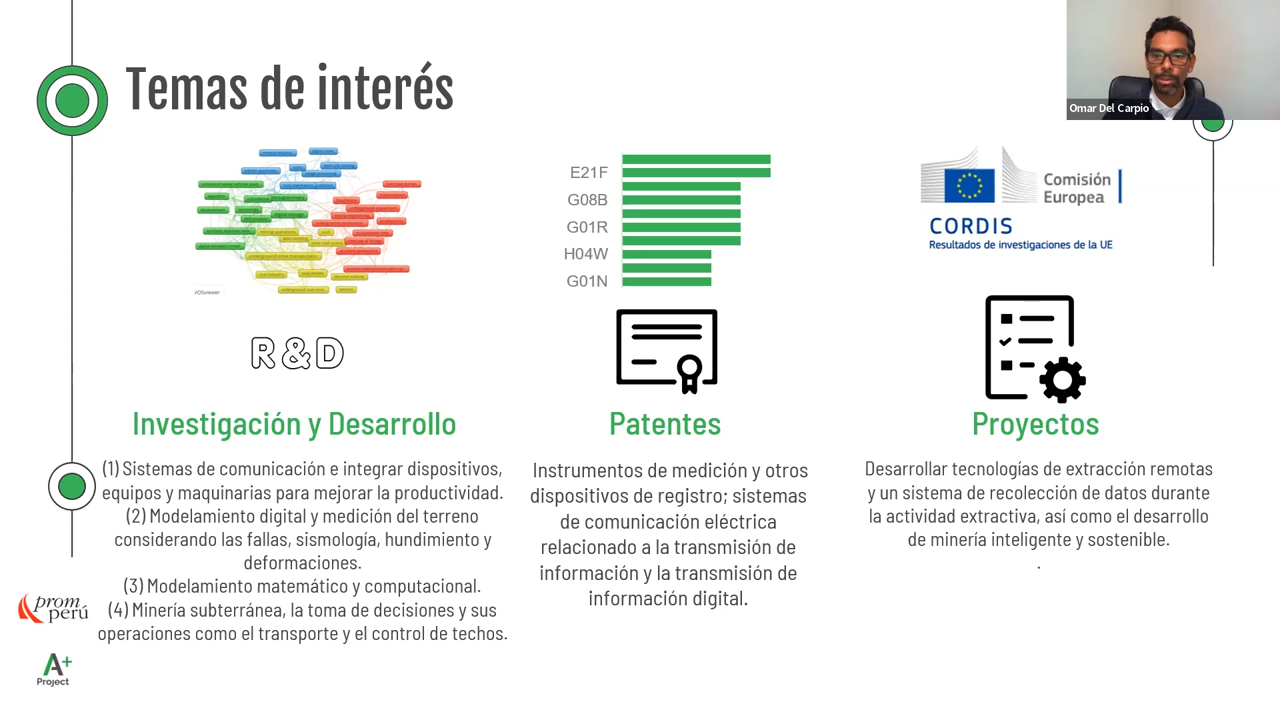 Temas de interés
Omar Del Carpio
VOSviewer
E21F
G08B
G01R
H04W
G01N
Comisión
Europea
CORDIS
Resultados de investigaciones de la UE
R&D
Investigación y Desarrollo
(1) Sistemas de comunicación e integrar dispositivos,
equipos y maquinarias para mejorar la productividad.
(2) Modelamiento digital y medición del terreno
considerando las fallas, sismología, hundimiento y
deformaciones.
(3) Modelamiento matemático y computacional.
(4) Minería subterránea, la toma de decisiones y sus
operaciones como el transporte y el control de techos.
Patentes
Instrumentos de medición y otros
dispositivos de registro; sistemas
de comunicación eléctrica
relacionado a la transmisión de
información y la transmisión de
información digital.
Proyectos
Desarrollar tecnologías de extracción remotas
y un sistema de recolección de datos durante
la actividad extractiva, así como el desarrollo
de minería inteligente y sostenible.
.
prom
perú
A+
Project